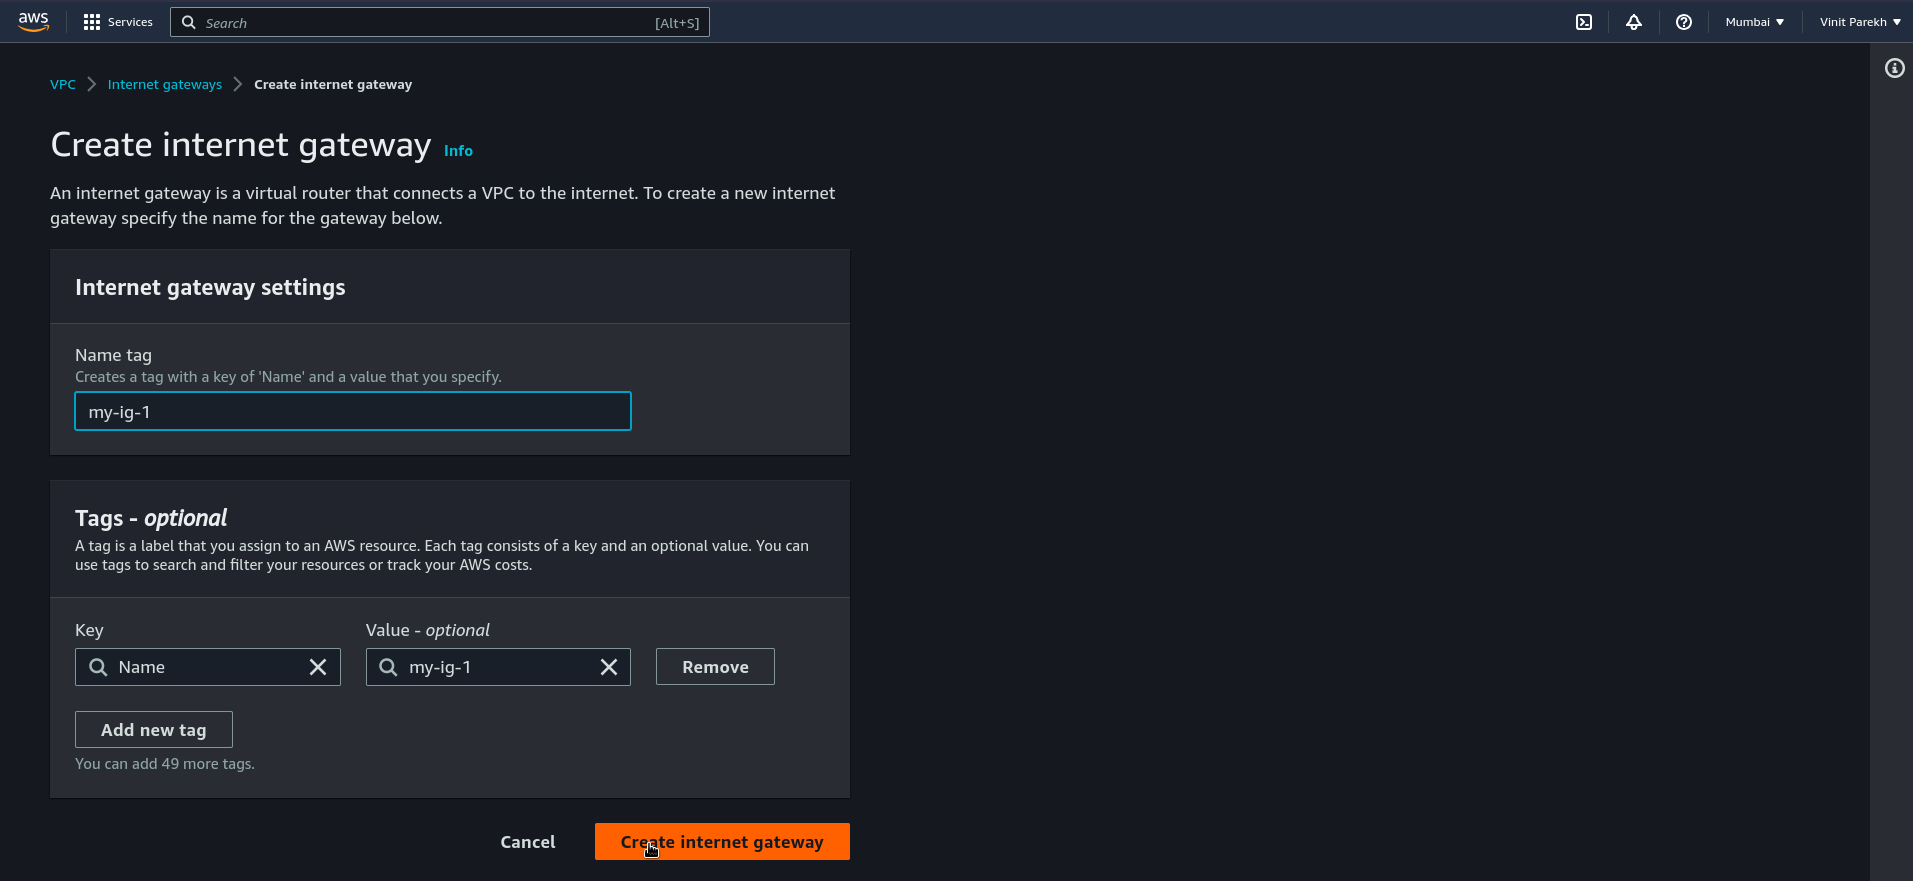 aws Services Search [Alt+S] Mumbai Vinit Parekh
VPC Internet gateways Create internet gateway
Create internet gateway Info
An internet gateway is a virtual router that connects a VPC to the internet. To create a new internet
gateway specify the name for the gateway below.
Internet gateway settings
Name tag
Creates a tag with a key of 'Name' and a value that you specify.
my-ig-1
Tags - optional
A tag is a label that you assign to an AWS resource. Each tag consists of a key and an optional value. You can
use tags to search and filter your resources or track your AWS costs.
Key Value - optional
Name my-ig-1 Remove
Add new tag
You can add 49 more tags.
Cancel Create internet gateway